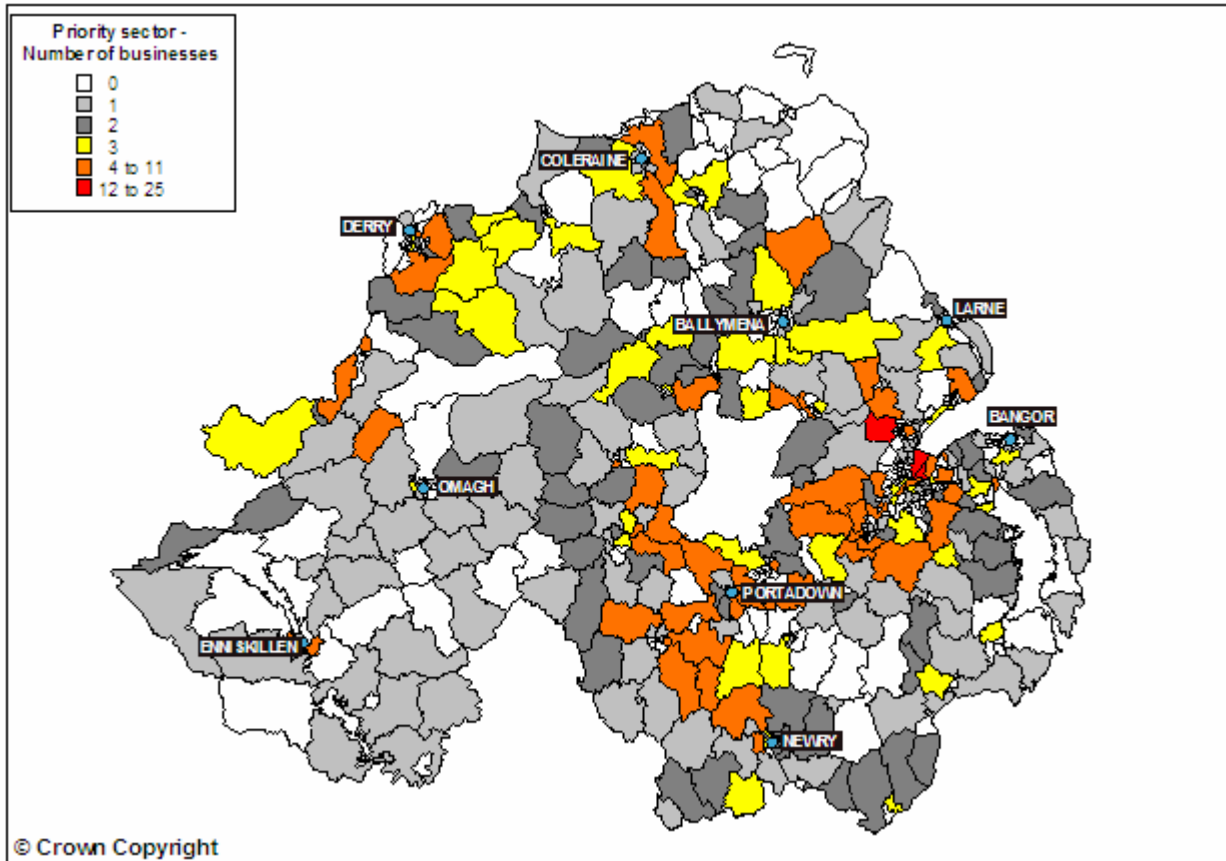 Priority sector -
Number of businesses
0
1
2
3
4 to 11
12 to 25
COLERAINE
DERRY
LARNE
BALLYMENA
BANGOR
OMAGH
PORTADOWN
ENNISKILLEN
NEWRY
© Crown Copyright